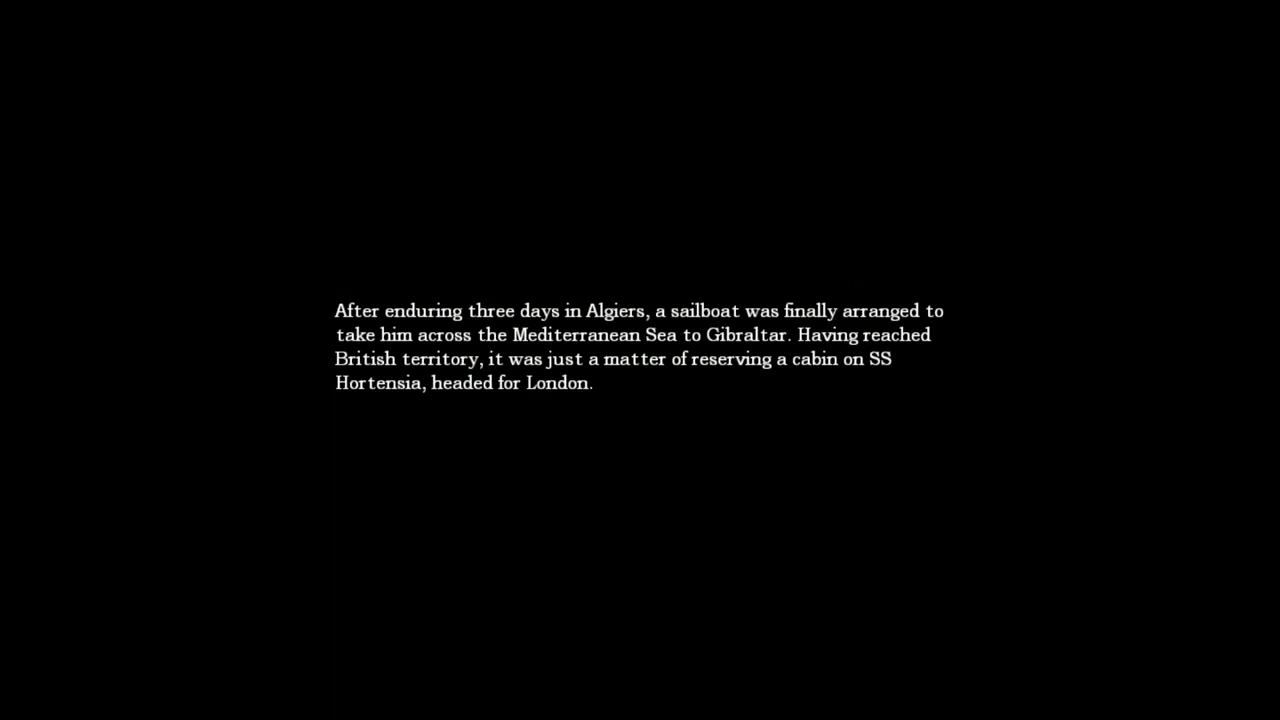 After enduring three days in Algiers, a sailboat was finally arranged to
take him across the Mediterranean Sea to Gibraltar. Having reached
British territory, it was just a matter of reserving a cabin on SS
Hortensia, headed for London.